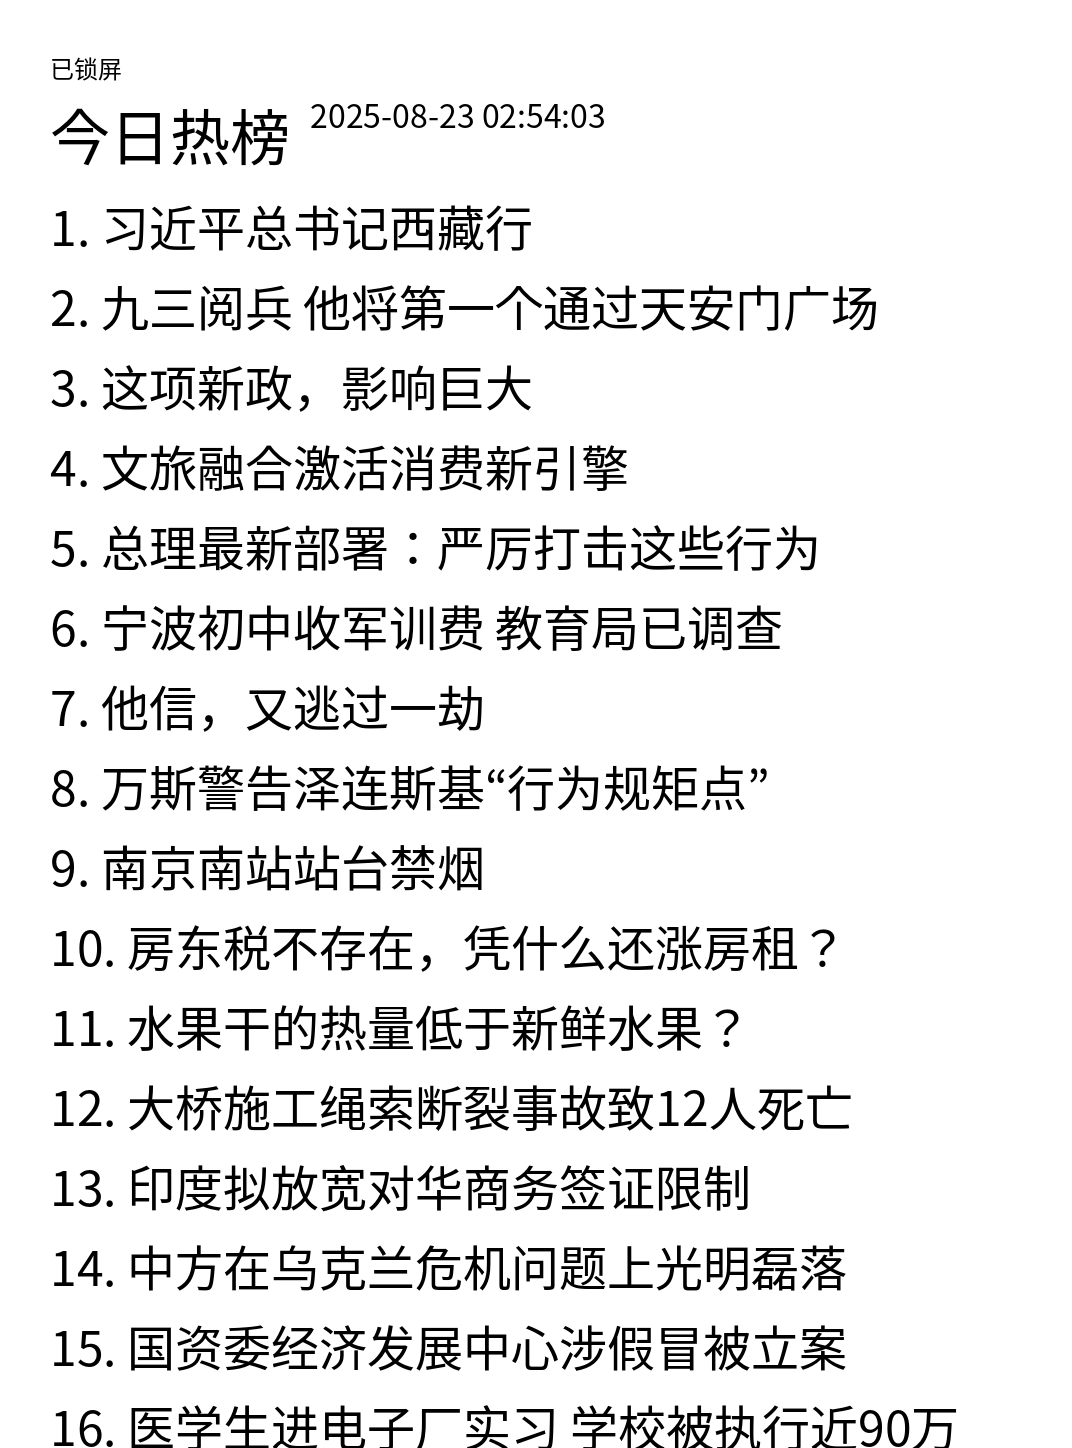 已锁屏
今日热榜 2025-08-23 02:54:03
1. 习近平总书记西藏行
2. 九三阅兵 他将第一个通过天安门广场
3. 这项新政，影响巨大
4. 文旅融合激活消费新引擎
5. 总理最新部署：严厉打击这些行为
6. 宁波初中收军训费 教育局已调查
7. 他信，又逃过一劫
8. 万斯警告泽连斯基“行为规矩点”
9. 南京南站站台禁烟
10. 房东税不存在，凭什么还涨房租？
11. 水果干的热量低于新鲜水果？
12. 大桥施工绳索断裂事故致12人死亡
13. 印度拟放宽对华商务签证限制
14. 中方在乌克兰危机问题上光明磊落
15. 国资委经济发展中心涉假冒被立案
16. 医学生进电子厂实习 学校被执行近90万